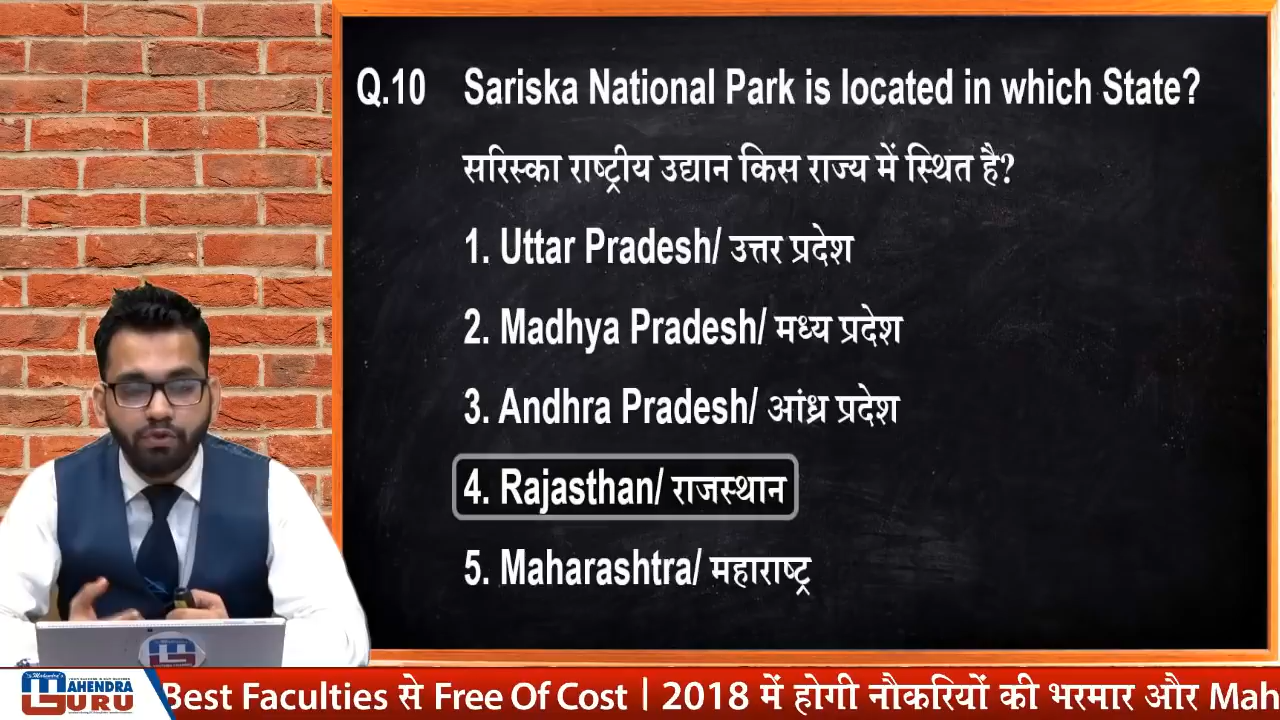 Q.10 Sariska National Park is located in which State?
सरिस्का राष्ट्रीय उद्यान किस राज्य में स्थित है?
1. Uttar Pradesh/ उत्तर प्रदेश
2. Madhya Pradesh/ मध्य प्रदेश
3. Andhra Pradesh/ आंध्र प्रदेश
4. Rajasthan/ राजस्थान
5. Maharashtra/ महाराष्ट्र
Mahendra's
MAHENDRA
GURU
Best Faculties से Free Of Cost | 2018 में होगी नौकरियों की भरमार और Mah